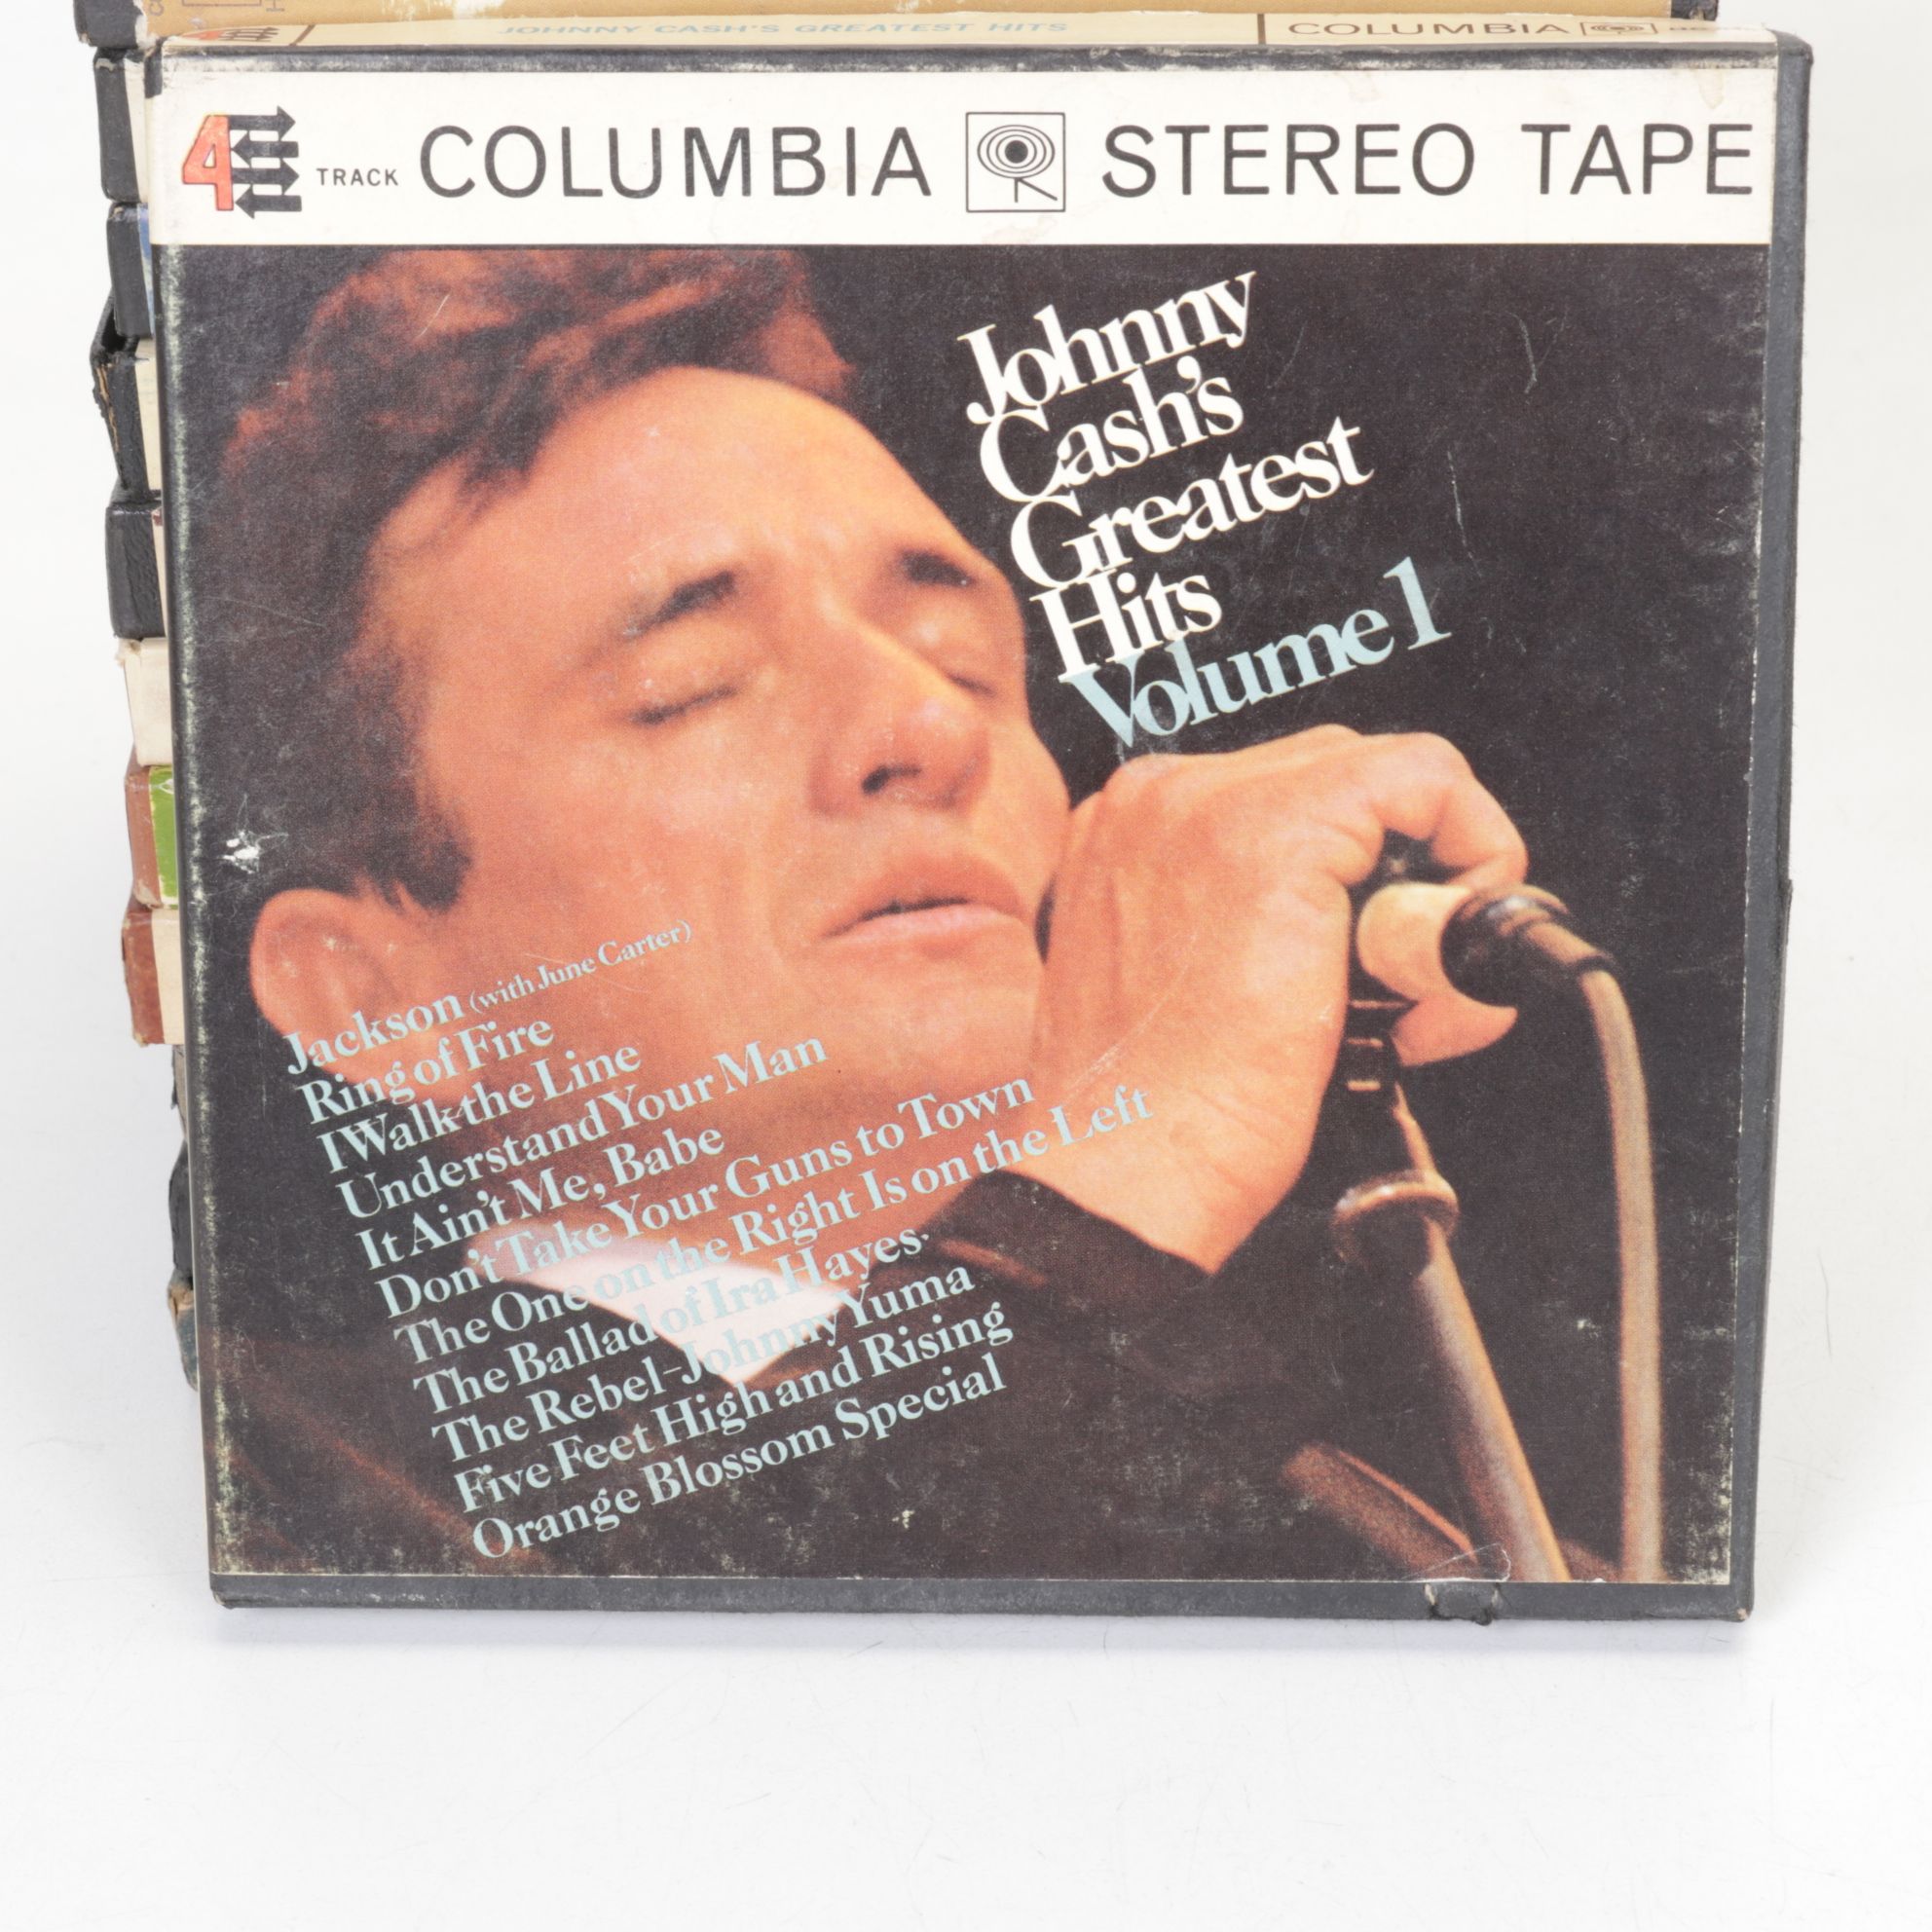 JOHNNY CASH'S GREATEST HITS
COLUMBIA
4 TRACK COLUMBIA STEREO TAPE
Johnny
Cash's
Greatest
Hits
Volume 1
Jackson (with June Carter)
Ring of Fire
I Walk the Line
Understand Your Man
It Ain't Me, Babe
Don't Take Your Guns to Town
The One on the Right Is on the Left
The Ballad of Ira Hayes
The Rebel-Johnny Yuma
Five Feet High and Rising
Orange Blossom Special